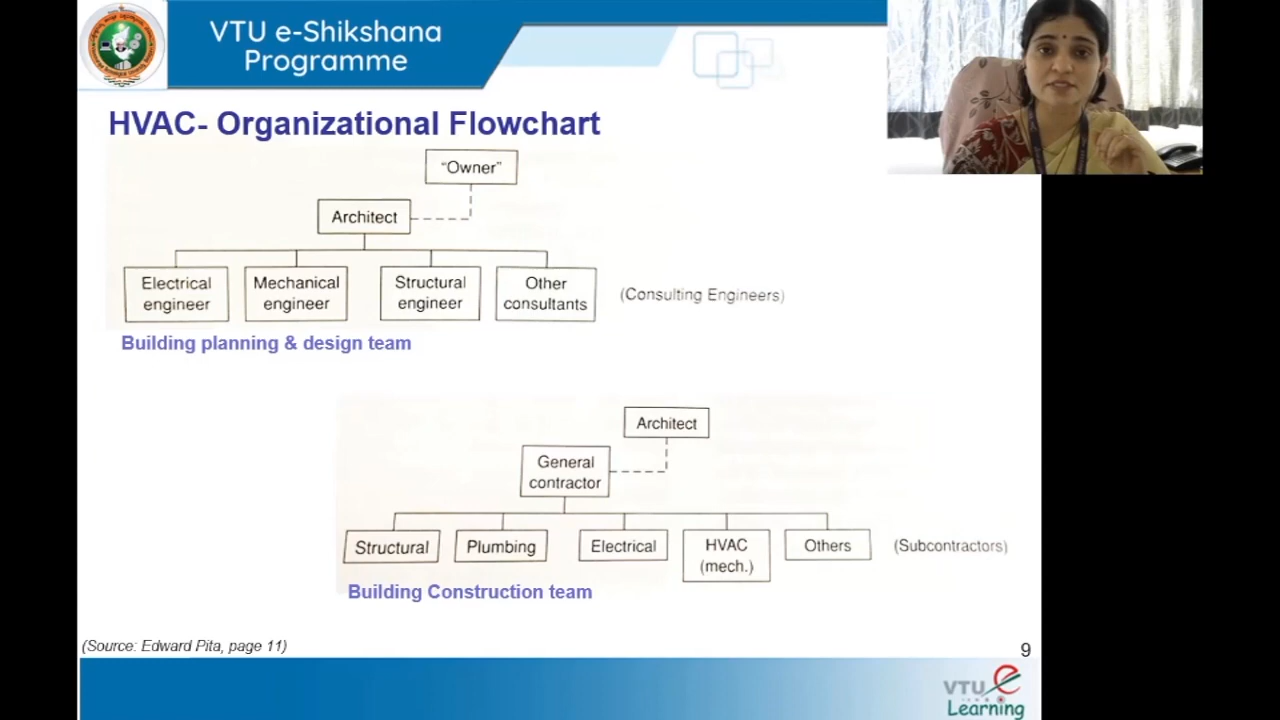 VTU e-Shikshana
Programme
HVAC- Organizational Flowchart
"Owner"
Architect
Electrical
engineer
Mechanical
engineer
Structural
engineer
Other
consultants
(Consulting Engineers)
Building planning & design team
Architect
General
contractor
Structural
Plumbing
Electrical
HVAC
(mech.)
Others
(Subcontractors)
Building Construction team
(Source: Edward Pita, page 11)
9
VTU e
Learning